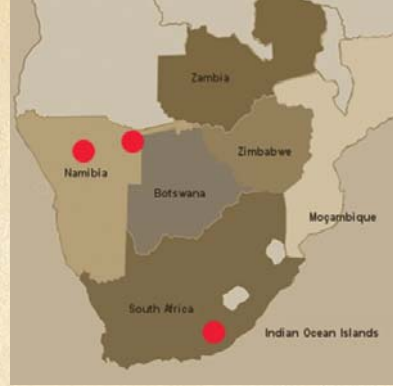 Zambia
Zimbabwe
Namibia
Botswana
Moçambique
South Africa
Indian Ocean Islands